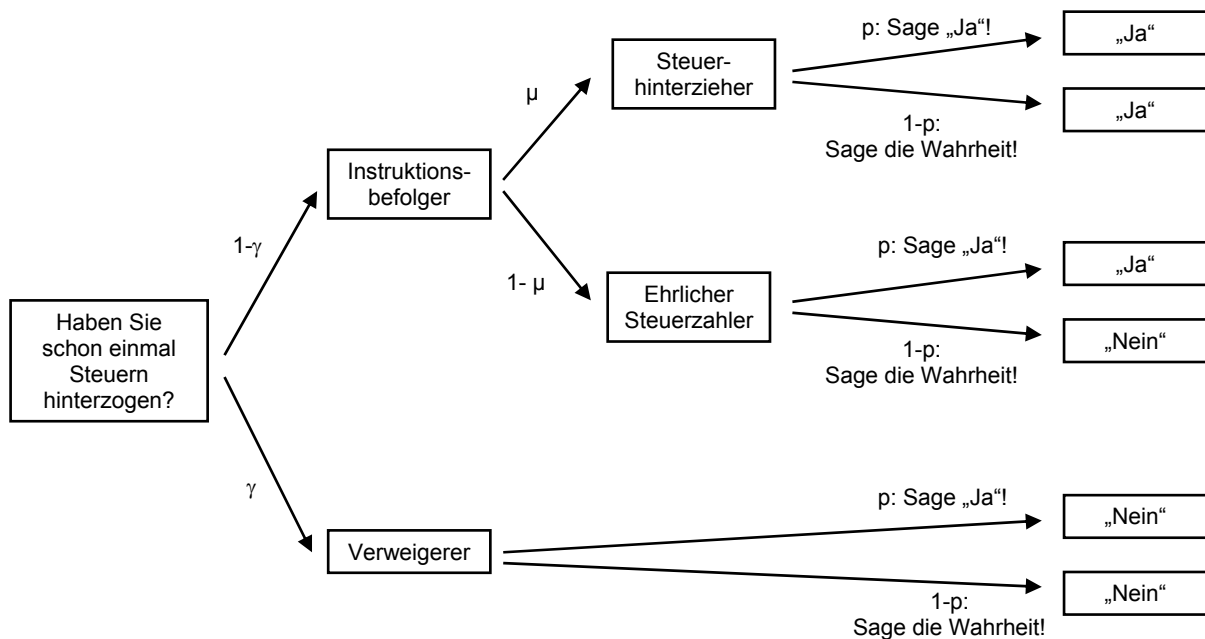 p: Sage „Ja“!
„Ja“
Steuer-
hinterzieher
„Ja“
µ
1-p:
Sage die Wahrheit!
Instruktions-
befolger
1-γ
p: Sage „Ja“!
„Ja“
1- µ
Ehrlicher
Steuerzahler
„Nein“
1-p:
Sage die Wahrheit!
Haben Sie
schon einmal
Steuern
hinterzogen?
γ
p: Sage „Ja“!
„Nein“
Verweigerer
„Nein“
1-p:
Sage die Wahrheit!